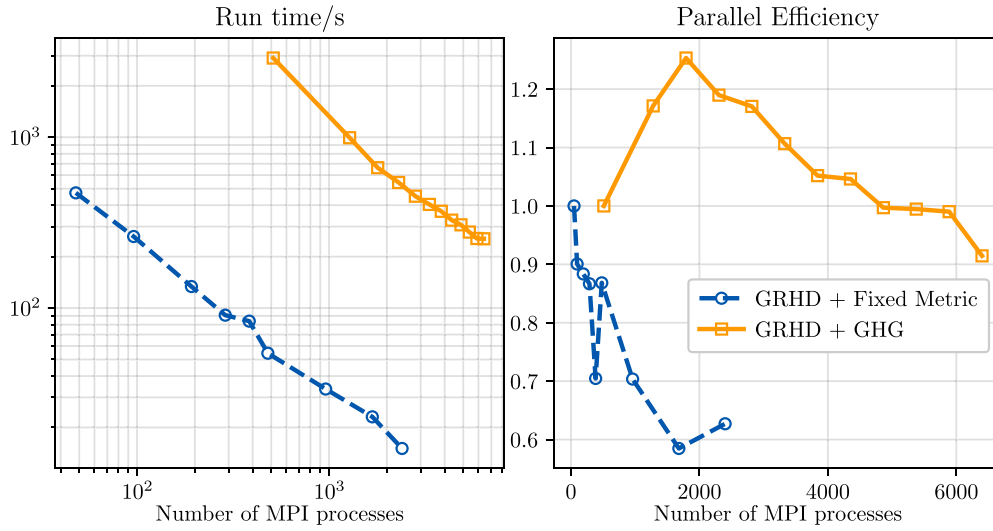 Run time/s
10^3
10^2
10^2
10^3
Number of MPI processes
Parallel Efficiency
1.2
1.1
1.0
0.9
0.8
0.7
0.6
GRHD + Fixed Metric
GRHD + GHG
0
2000
4000
6000
Number of MPI processes